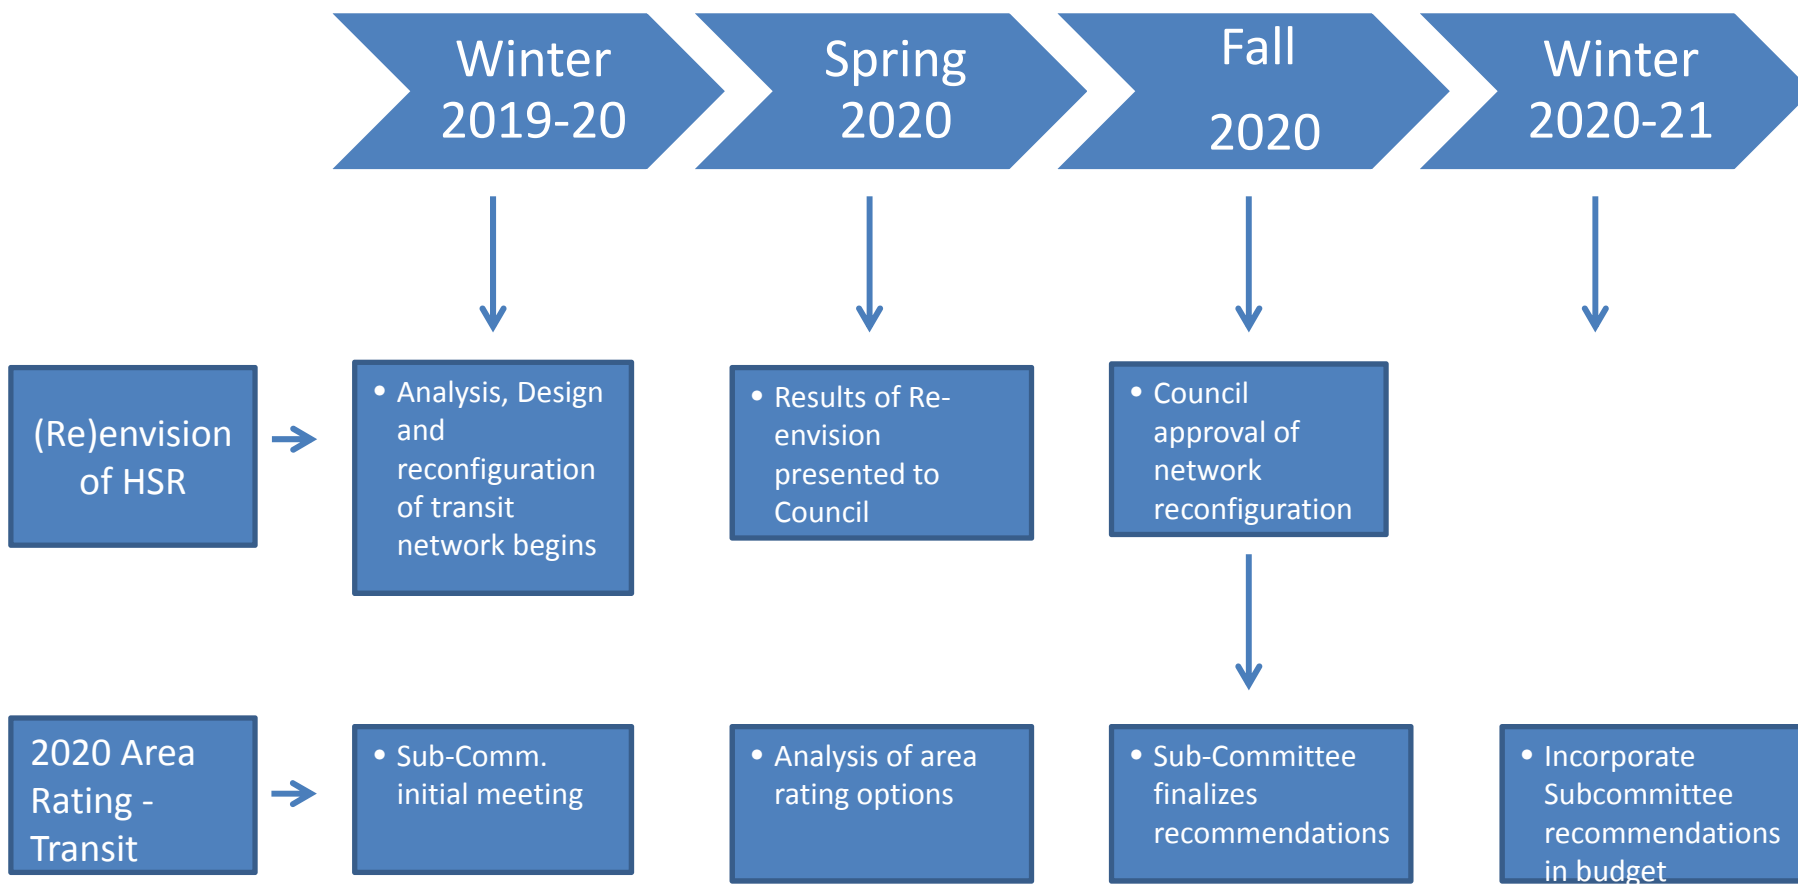 Winter
2019-20
Spring
2020
Fall
2020
Winter
2020-21
(Re)envision
of HSR
• Analysis, Design
and
reconfiguration
of transit
network begins
• Results of Re-
envision
presented to
Council
• Council
approval of
network
reconfiguration
2020 Area
Rating -
Transit
• Sub-Comm.
initial meeting
• Analysis of area
rating options
• Sub-Committee
finalizes
recommendations
• Incorporate
Subcommittee
recommendations
in budget